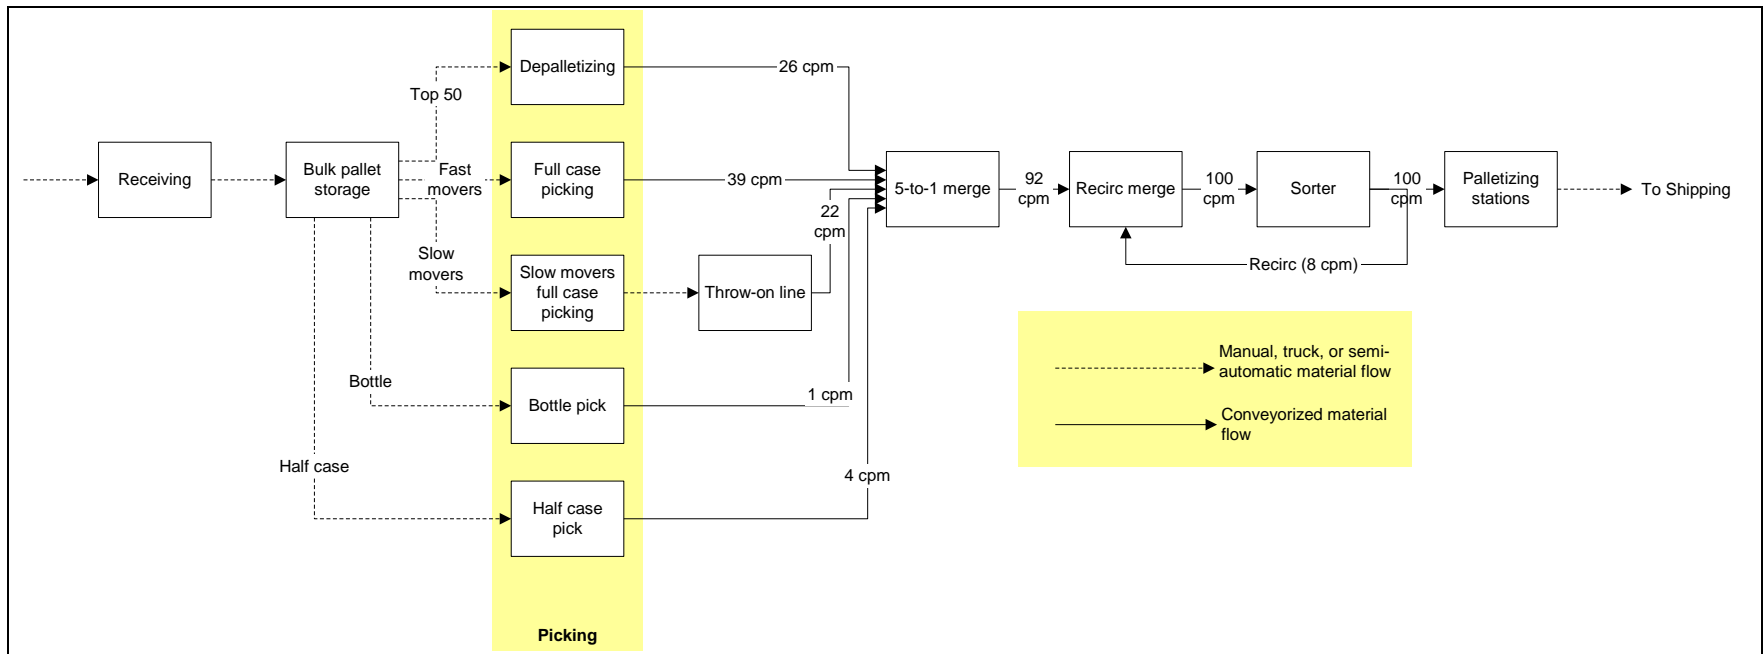 Depalletizing
26 cpm
Top 50
Receiving
Bulk pallet
storage
Fast
movers
Full case
picking
39 cpm
5-to-1 merge
92
cpm
Recirc merge
100
cpm
Sorter
100
cpm
Palletizing
stations
To Shipping
22
cpm
Slow
movers
Slow movers
full case
picking
Throw-on line
Recirc (8 cpm)
Manual, truck, or semi-
automatic material flow
Bottle
Bottle pick
1 cpm
Conveyorized material
flow
Half case
4 cpm
Half case
pick
Picking